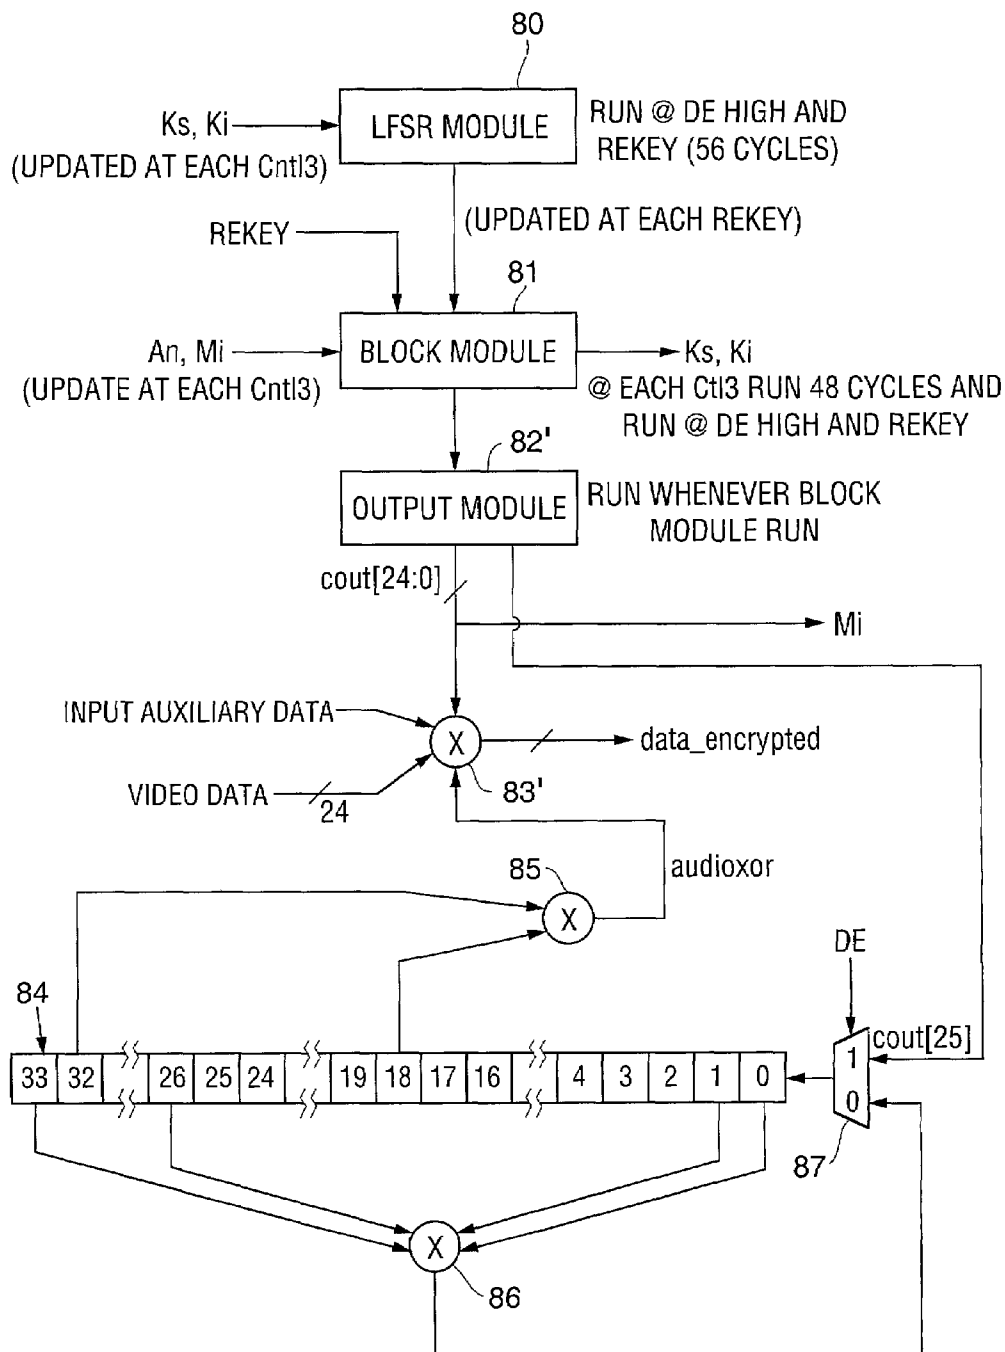 80
LFSR MODULE
RUN @ DE HIGH AND
REKEY (56 CYCLES)
Ks, Ki
(UPDATED AT EACH Cntl3)
(UPDATED AT EACH REKEY)
REKEY
81
An, Mi
(UPDATE AT EACH Cntl3)
BLOCK MODULE
Ks, Ki
@ EACH Ctl3 RUN 48 CYCLES AND
RUN @ DE HIGH AND REKEY
82'
OUTPUT MODULE
RUN WHENEVER BLOCK
MODULE RUN
cout[24:0]
Mi
INPUT AUXILIARY DATA
X
data_encrypted
VIDEO DATA
24
83'
85
audioxor
X
DE
84
cout[25]
33 32 26 25 24 19 18 17 16 4 3 2 1 0
1
0
87
X
86